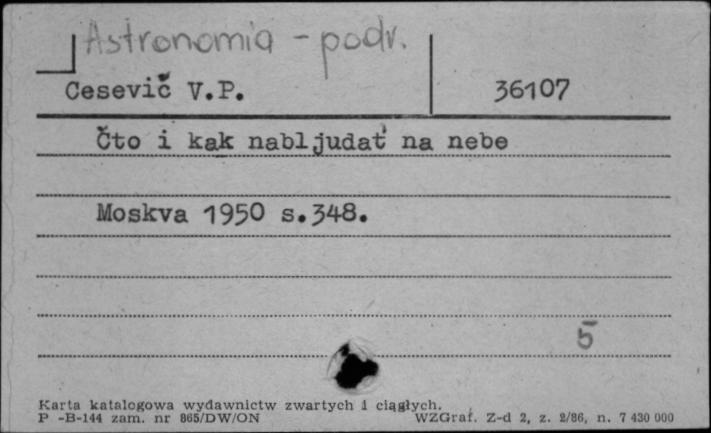 Astronomia - podr.
Cesevič V.P. 36107
Čto i kak nabljudat' na nebe
Moskva 1950 s.348.
5
Karta katalogowa wydawnictw zwartych i ciągłych.
P -B-144 zam. nr 865/DW/ON WZGraf. Z-d 2, z. 2/86, n. 7 430 000